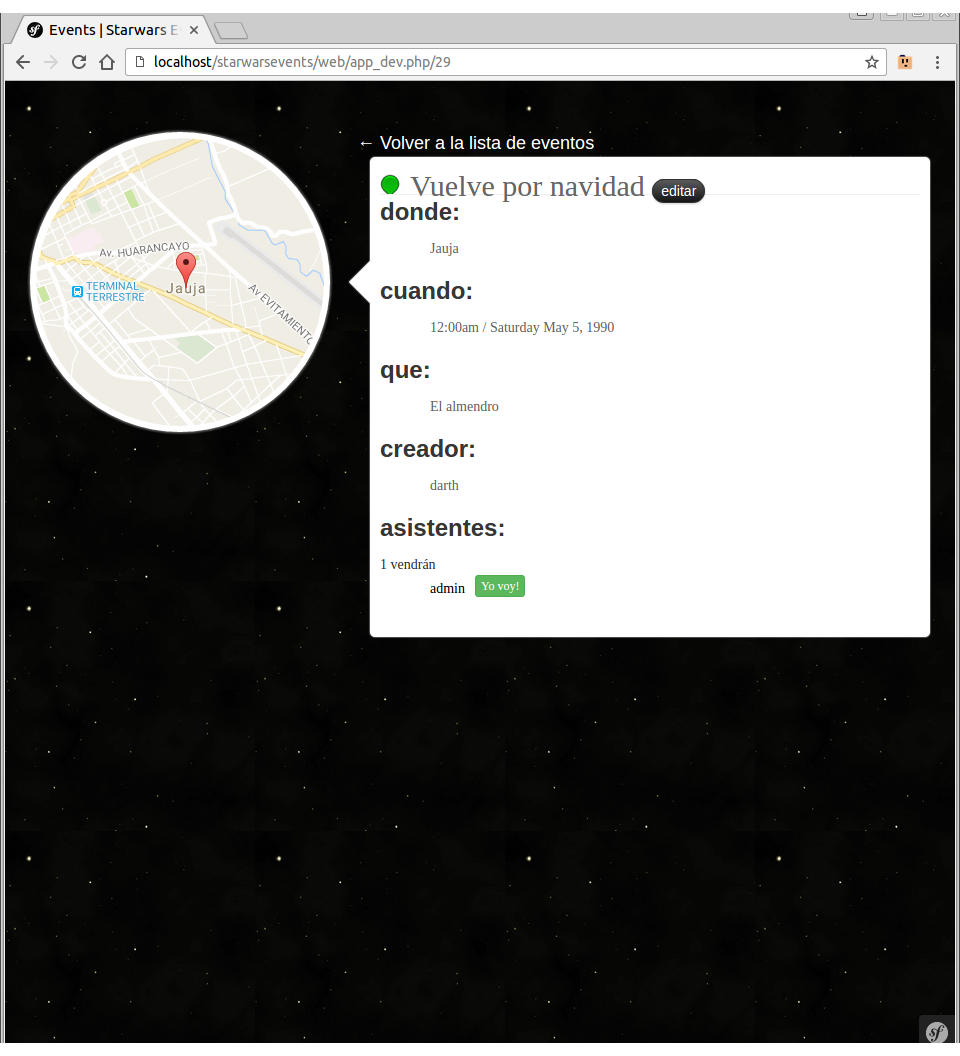 Events | Starwars E
localhost/starwarsevents/web/app_dev.php/29
← Volver a la lista de eventos
Vuelve por navidad editar
donde:
Jauja
cuando:
12:00am / Saturday May 5, 1990
que:
El almendro
creador:
darth
asistentes:
1 vendrán
admin Yo voy!
Av. HUARANCAYO
TERMINAL
TERRESTRE
Jauja
Av EVITAMIENTO
sf